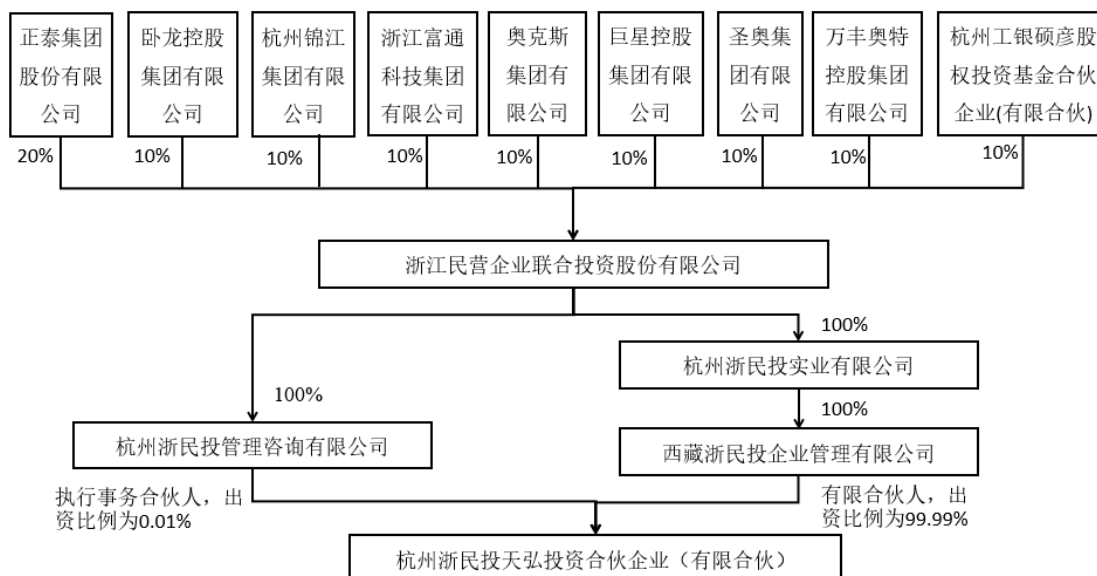 正泰集团
股份有限
公司
卧龙控股
集团有限
公司
杭州锦江
集团有限
公司
浙江富通
科技集团
有限公司
奥克斯
集团有
限公司
巨星控股
集团有限
公司
圣奥集
团有限
公司
万丰奥特
控股集团
有限公司
杭州工银硕彦股
权投资基金合伙
企业(有限合伙)
20%
10%
10%
10%
10%
10%
10%
10%
10%
浙江民营企业联合投资股份有限公司
100%
杭州浙民投实业有限公司
100%
100%
杭州浙民投管理咨询有限公司
西藏浙民投企业管理有限公司
执行事务合伙人，出
资比例为0.01%
有限合伙人，出
资比例为99.99%
杭州浙民投天弘投资合伙企业（有限合伙）